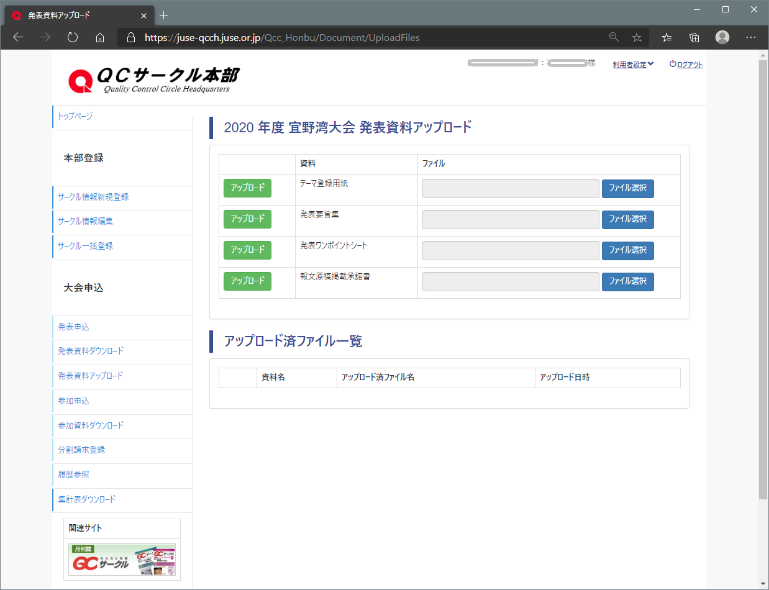 発表資料アップロード
https://juse-qcch.juse.or.jp/Qcc_Honbu/Document/UploadFiles
QCサークル本部
Quality Control Circle Headquarters
: 様
利用者設定
ログアウト
トップページ
本部登録
サークル情報新規登録
サークル情報編集
サークル一括登録
大会申込
発表申込
発表資料ダウンロード
発表資料アップロード
参加申込
参加資料ダウンロード
分割請求登録
履歴参照
集計表ダウンロード
関連サイト
月刊誌
QCサークル
2020 年度 宜野湾大会 発表資料アップロード
資料 ファイル
アップロード テーマ登録用紙 ファイル選択
アップロード 発表要旨集 ファイル選択
アップロード 発表ワンポイントシート ファイル選択
アップロード 報文原稿掲載承諾書 ファイル選択
アップロード済ファイル一覧
資料名 アップロード済ファイル名 アップロード日時